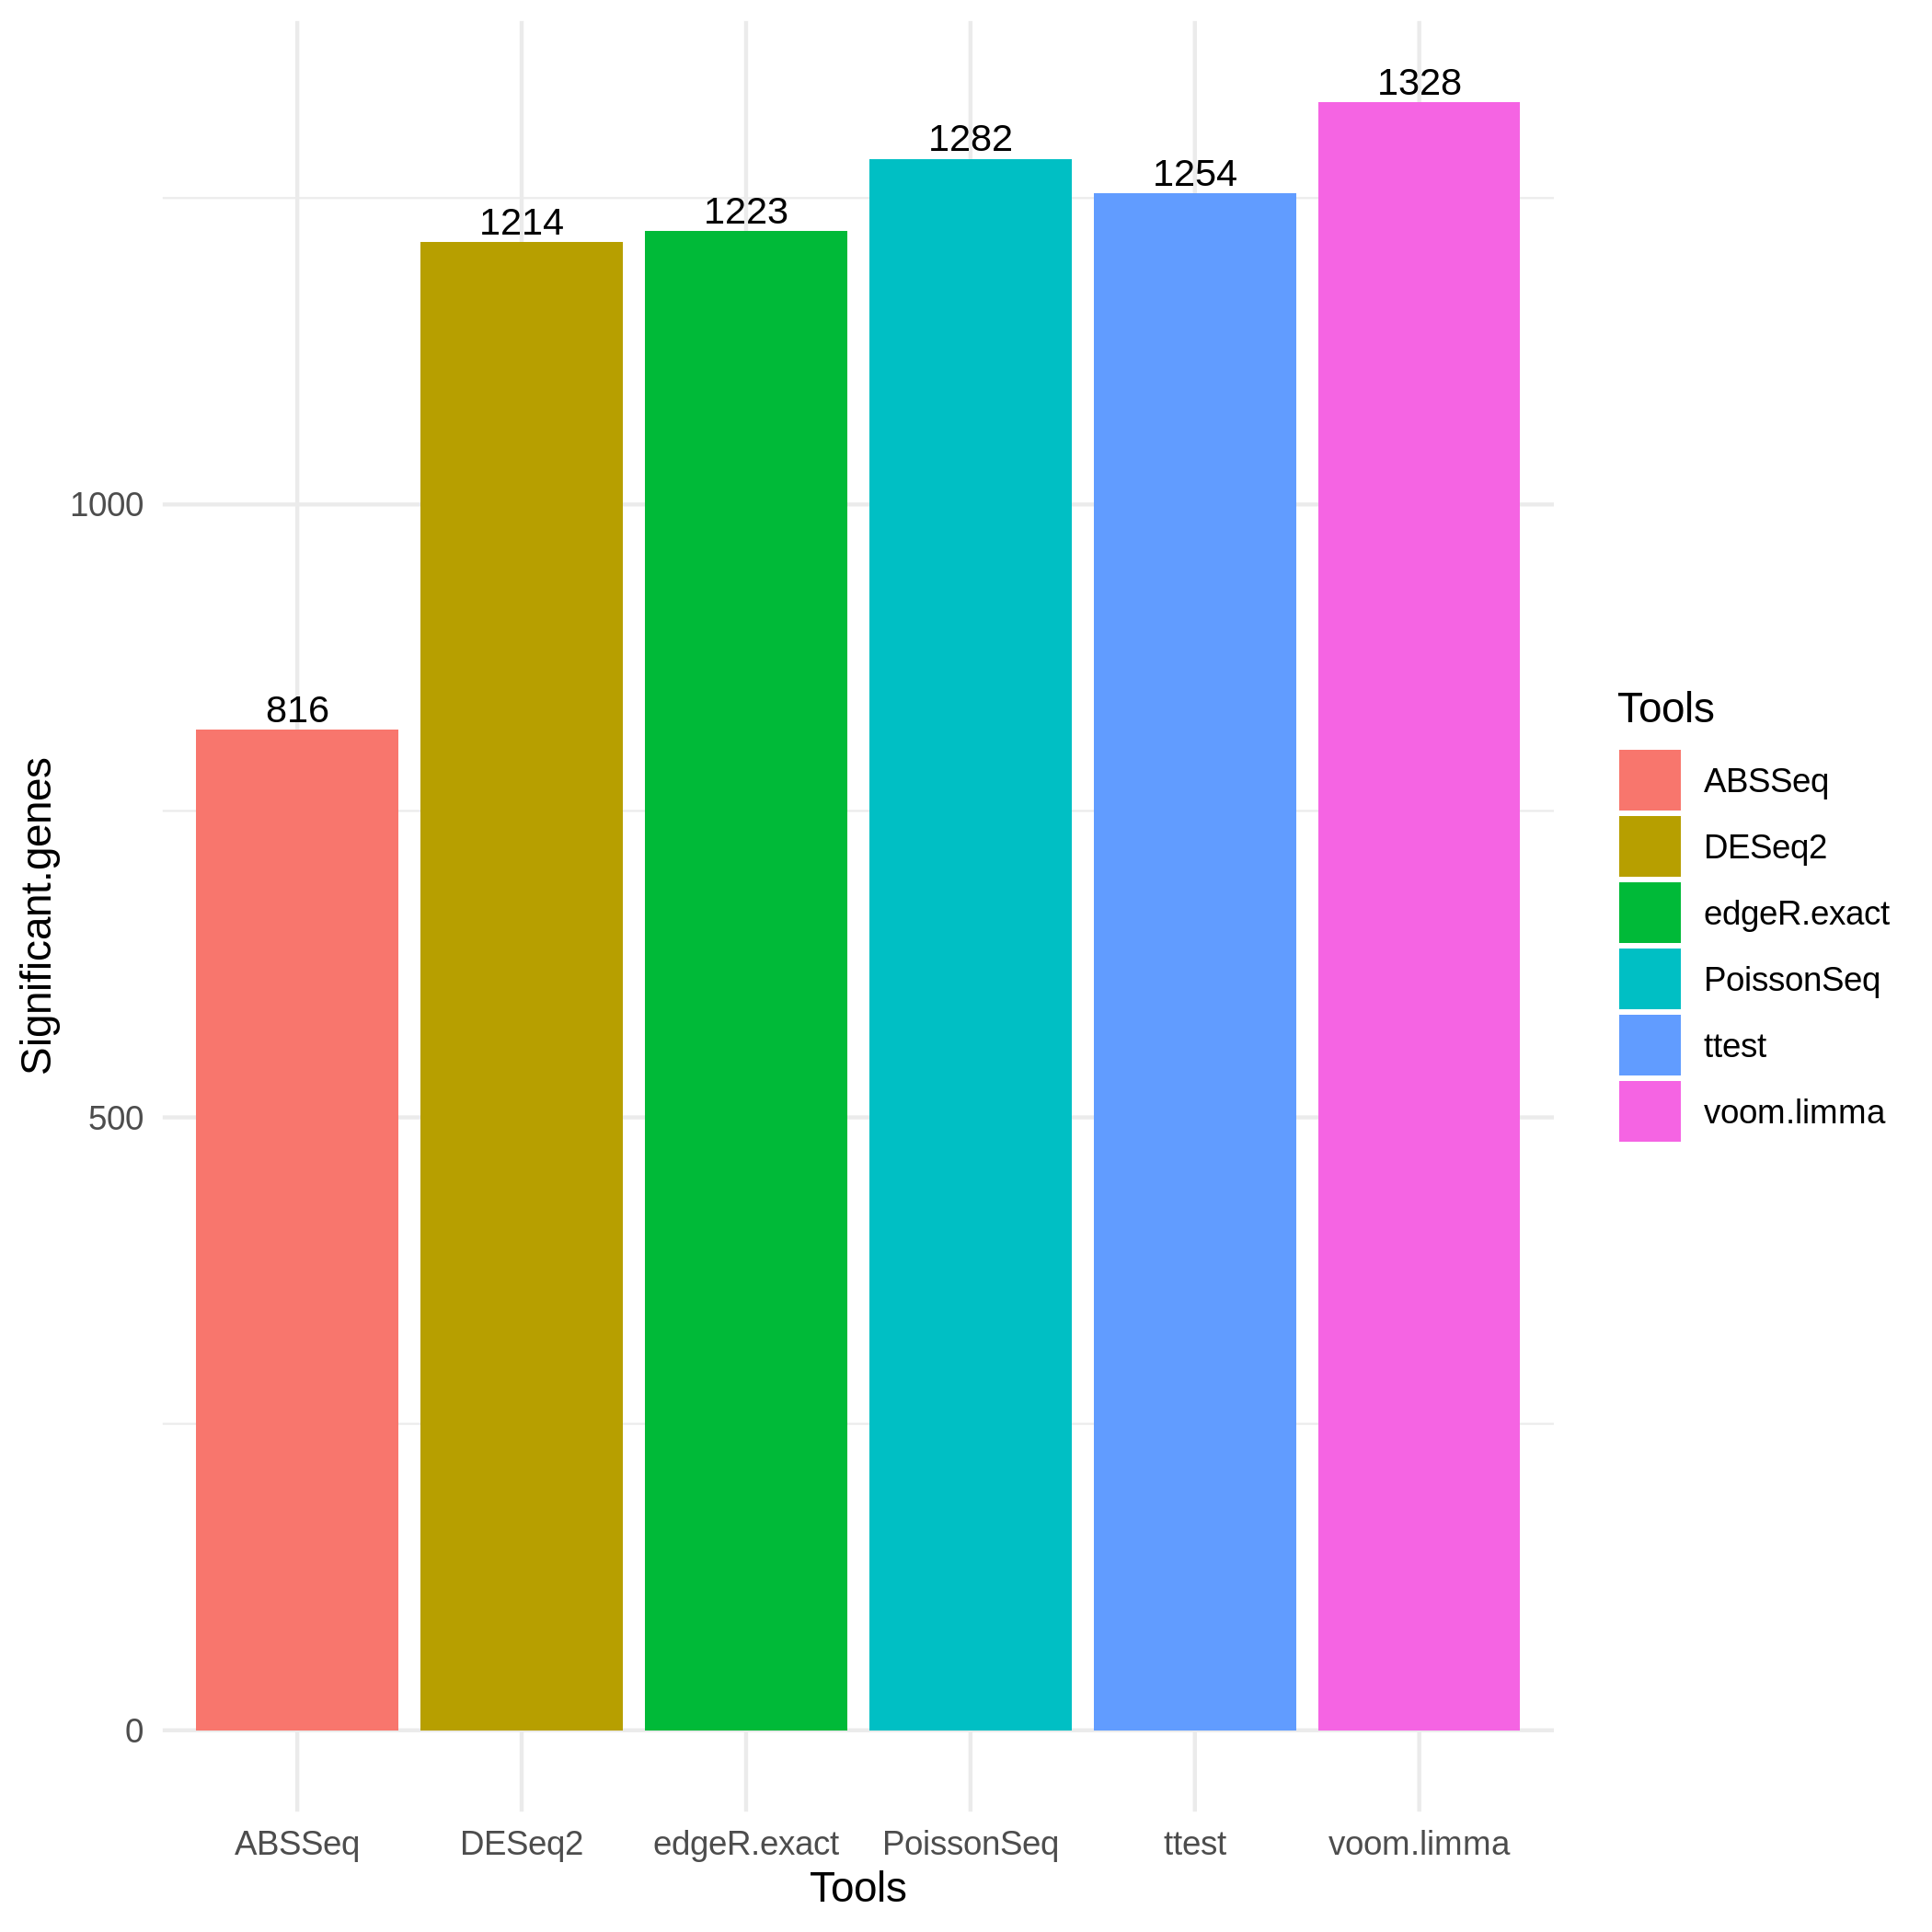 1328
1282
1254
1223
1214
1000
816
500
0
Significant.genes
ABSSeq
DESeq2
edgeR.exact
PoissonSeq
ttest
voom.limma
Tools
Tools
ABSSeq
DESeq2
edgeR.exact
PoissonSeq
ttest
voom.limma